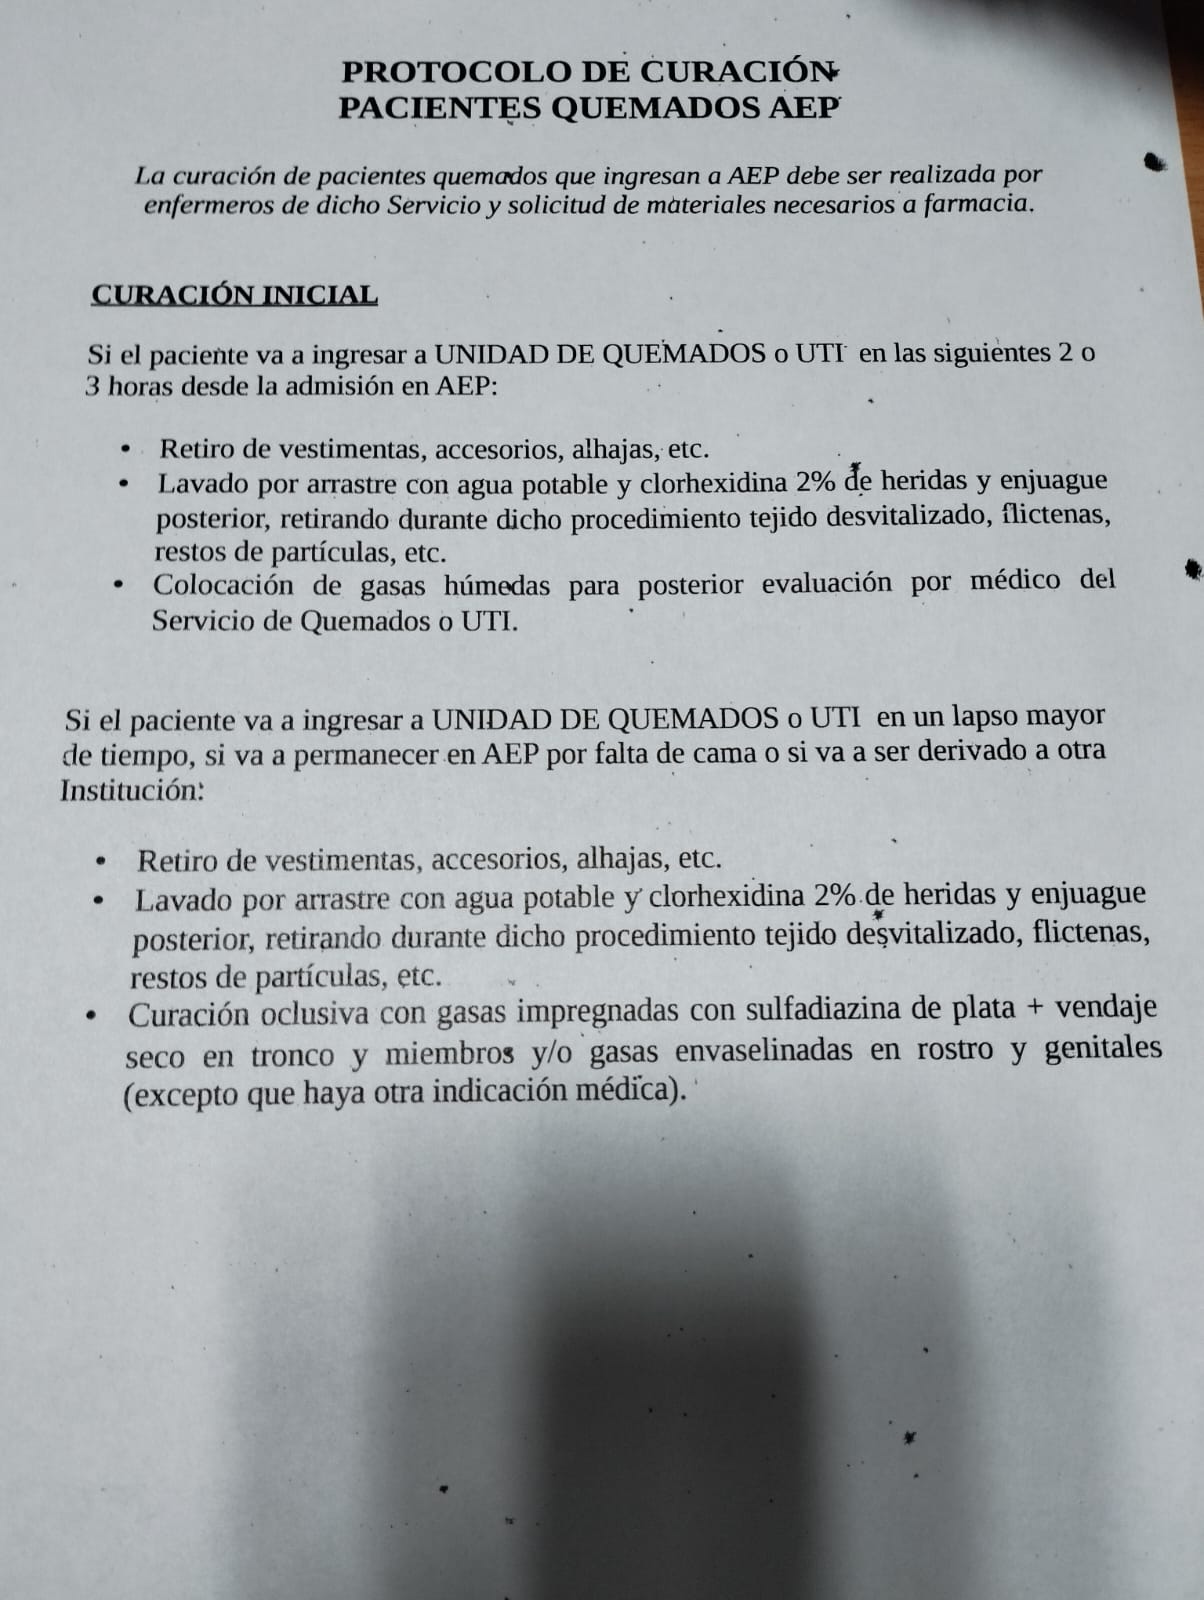 PROTOCOLO DE CURACIÓN
PACIENTES QUEMADOS AEP
La curación de pacientes quemados que ingresan a AEP debe ser realizada por
enfermeros de dicho Servicio y solicitud de materiales necesarios a farmacia.
CURACIÓN INICIAL
Si el paciente va a ingresar a UNIDAD DE QUEMADOS o UTI en las siguientes 2 o
3 horas desde la admisión en AEP:
• Retiro de vestimentas, accesorios, alhajas, etc.
• Lavado por arrastre con agua potable y clorhexidina 2% de heridas y enjuague
posterior, retirando durante dicho procedimiento tejido desvitalizado, flictenas,
restos de partículas, etc.
• Colocación de gasas húmedas para posterior evaluación por médico del
Servicio de Quemados o UTI.
Si el paciente va a ingresar a UNIDAD DE QUEMADOS o UTI en un lapso mayor
de tiempo, si va a permanecer en AEP por falta de cama o si va a ser derivado a otra
Institución:
• Retiro de vestimentas, accesorios, alhajas, etc.
• Lavado por arrastre con agua potable y clorhexidina 2% de heridas y enjuague
posterior, retirando durante dicho procedimiento tejido desvitalizado, flictenas,
restos de partículas, etc.
• Curación oclusiva con gasas impregnadas con sulfadiazina de plata + vendaje
seco en tronco y miembros y/o gasas envaselinadas en rostro y genitales
(excepto que haya otra indicación médica).